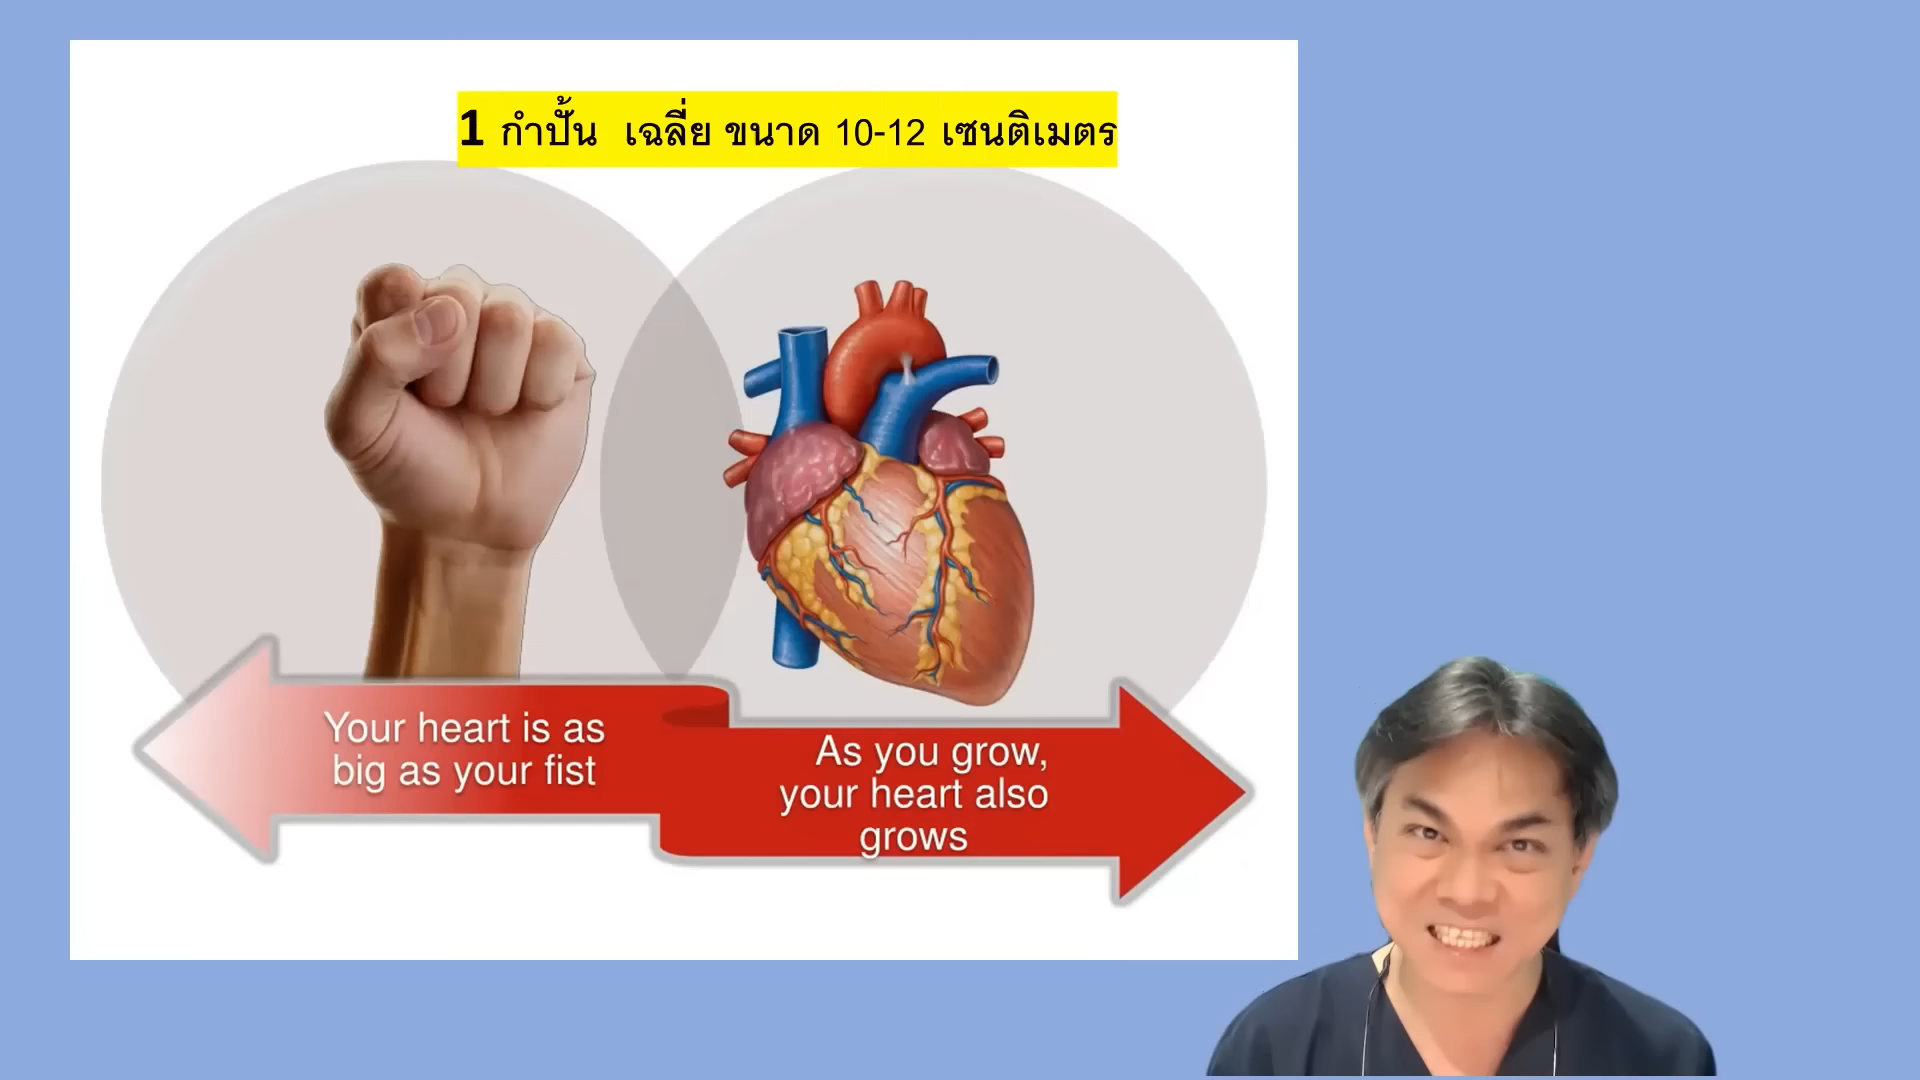 1 กำปั้น เฉลี่ย ขนาด 10-12 เซนติเมตร
Your heart is as
big as your fist
As you grow,
your heart also
grows